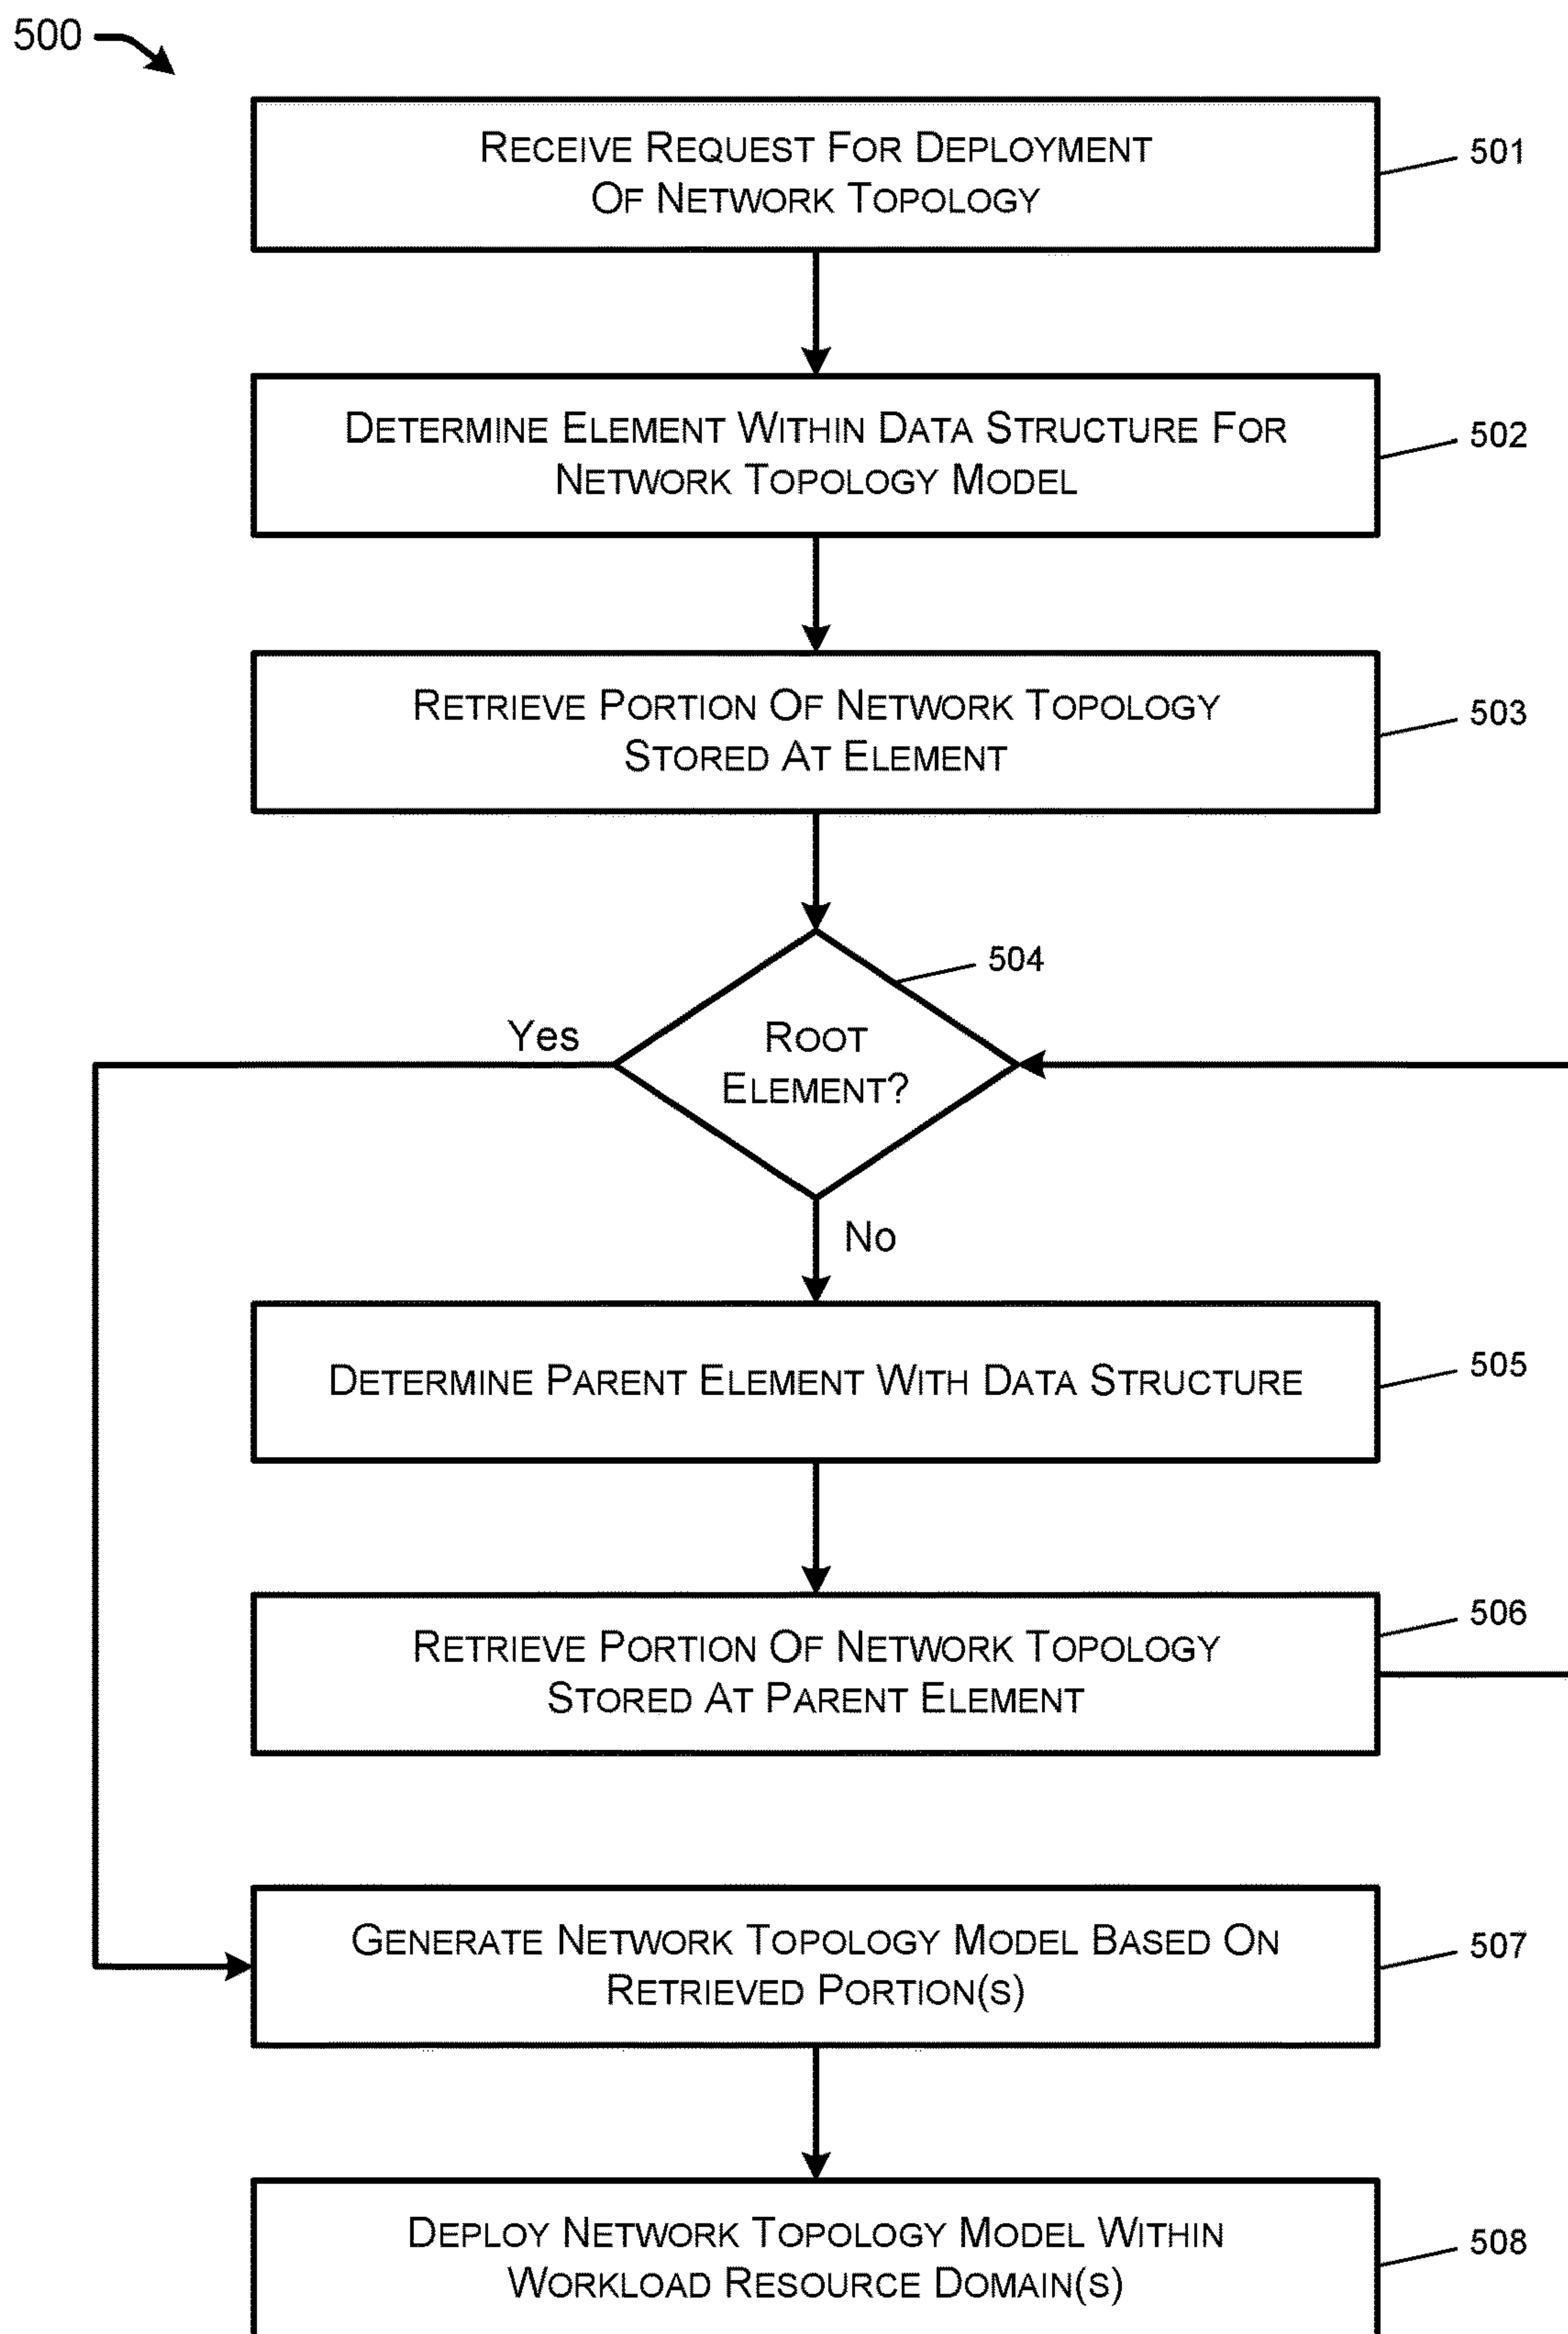 500
RECEIVE REQUEST FOR DEPLOYMENT
OF NETWORK TOPOLOGY
501
DETERMINE ELEMENT WITHIN DATA STRUCTURE FOR
NETWORK TOPOLOGY MODEL
502
RETRIEVE PORTION OF NETWORK TOPOLOGY
STORED AT ELEMENT
503
504
Yes
ROOT
ELEMENT?
No
DETERMINE PARENT ELEMENT WITH DATA STRUCTURE
505
RETRIEVE PORTION OF NETWORK TOPOLOGY
STORED AT PARENT ELEMENT
506
GENERATE NETWORK TOPOLOGY MODEL BASED ON
RETRIEVED PORTION(S)
507
DEPLOY NETWORK TOPOLOGY MODEL WITHIN
WORKLOAD RESOURCE DOMAIN(S)
508